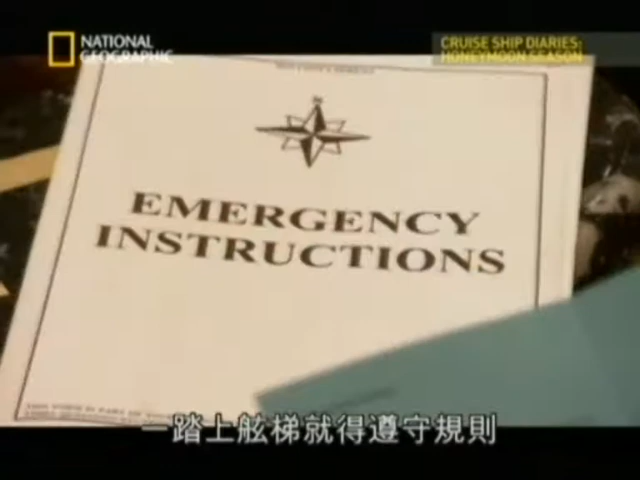 NATIONAL
GEOGRAPHIC
CRUISE SHIP DIARIES:
HONEYMOON SEASON
N
EMERGENCY
INSTRUCTIONS
一踏上舷梯就得遵守規則